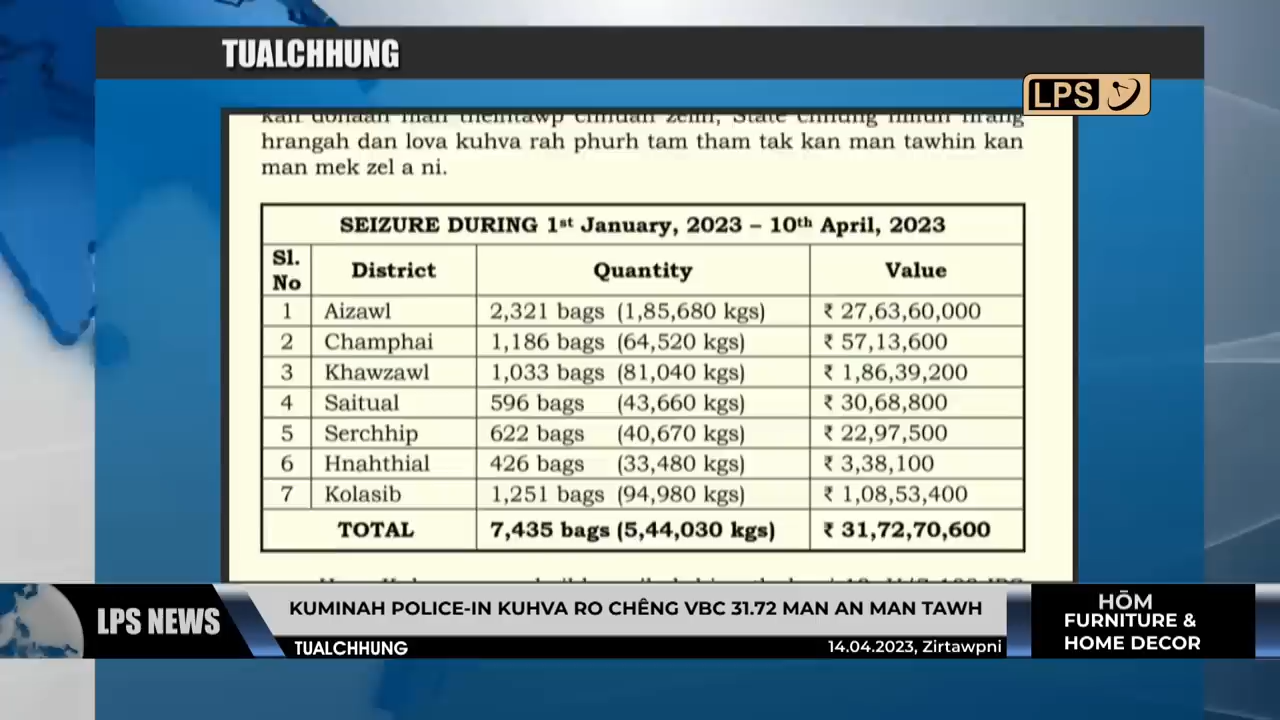 TUALCHHUNG
LPS
hrangah dan lova kuhva rah phurh tam tham tak kan man tawhin kan
man mek zel a ni.
SEIZURE DURING 1st January, 2023 – 10th April, 2023
Sl. No District Quantity Value
1 Aizawl 2,321 bags (1,85,680 kgs) ₹ 27,63,60,000
2 Champhai 1,186 bags (64,520 kgs) ₹ 57,13,600
3 Khawzawl 1,033 bags (81,040 kgs) ₹ 1,86,39,200
4 Saitual 596 bags (43,660 kgs) ₹ 30,68,800
5 Serchhip 622 bags (40,670 kgs) ₹ 22,97,500
6 Hnahthial 426 bags (33,480 kgs) ₹ 3,38,100
7 Kolasib 1,251 bags (94,980 kgs) ₹ 1,08,53,400
TOTAL 7,435 bags (5,44,030 kgs) ₹ 31,72,70,600
LPS NEWS
KUMINAH POLICE-IN KUHVA RO CHÊNG VBC 31.72 MAN AN MAN TAWH
TUALCHHUNG
14.04.2023, Zirtawpni
HŌM
FURNITURE &
HOME DECOR